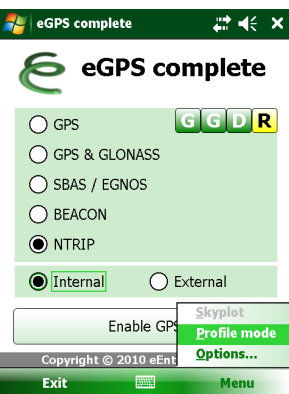 eGPS complete
eGPS complete
G G D R
GPS
GPS & GLONASS
SBAS / EGNOS
BEACON
NTRIP
Internal External
Enable GPS
Skyplot
Profile mode
Options...
Copyright © 2010 eEnt
Exit Menu